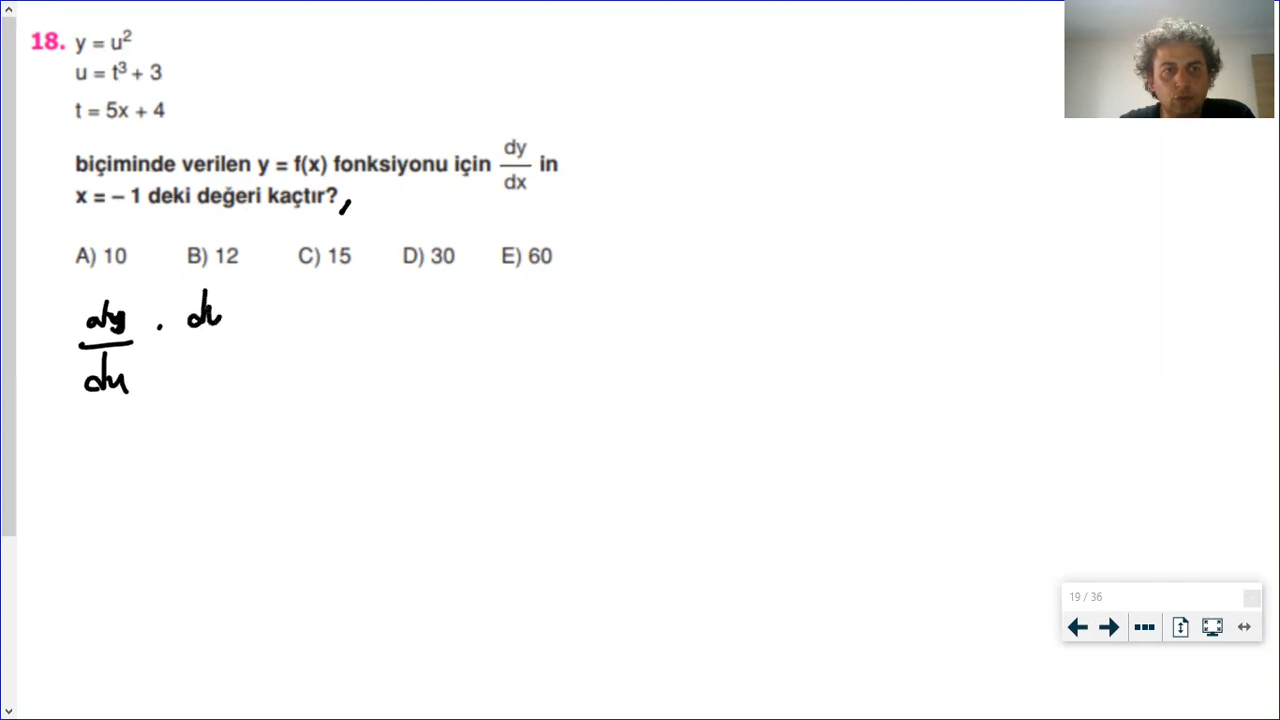 18. y = u²
u = t³ + 3
t = 5x + 4
biçiminde verilen y = f(x) fonksiyonu için dy/dx in
x = – 1 deki değeri kaçtır?
A) 10 B) 12 C) 15 D) 30 E) 60
dy/du . du
19 / 36